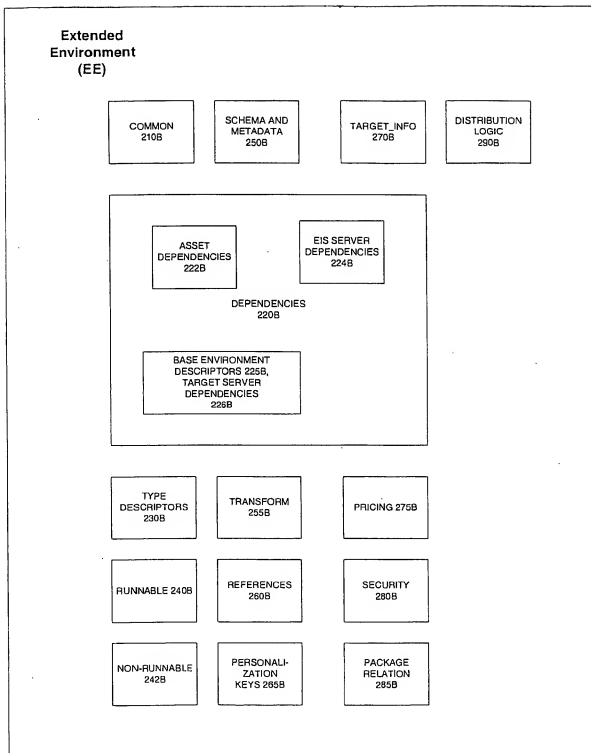 Extended
Environment
(EE)
COMMON
210B
SCHEMA AND
METADATA
250B
TARGET_INFO
270B
DISTRIBUTION
LOGIC
290B
ASSET
DEPENDENCIES
222B
EIS SERVER
DEPENDENCIES
224B
DEPENDENCIES
220B
BASE ENVIRONMENT
DESCRIPTORS 225B,
TARGET SERVER
DEPENDENCIES
226B
TYPE
DESCRIPTORS
230B
TRANSFORM
255B
PRICING 275B
RUNNABLE 240B
REFERENCES
260B
SECURITY
280B
NON-RUNNABLE
242B
PERSONALI-
ZATION
KEYS 265B
PACKAGE
RELATION
285B